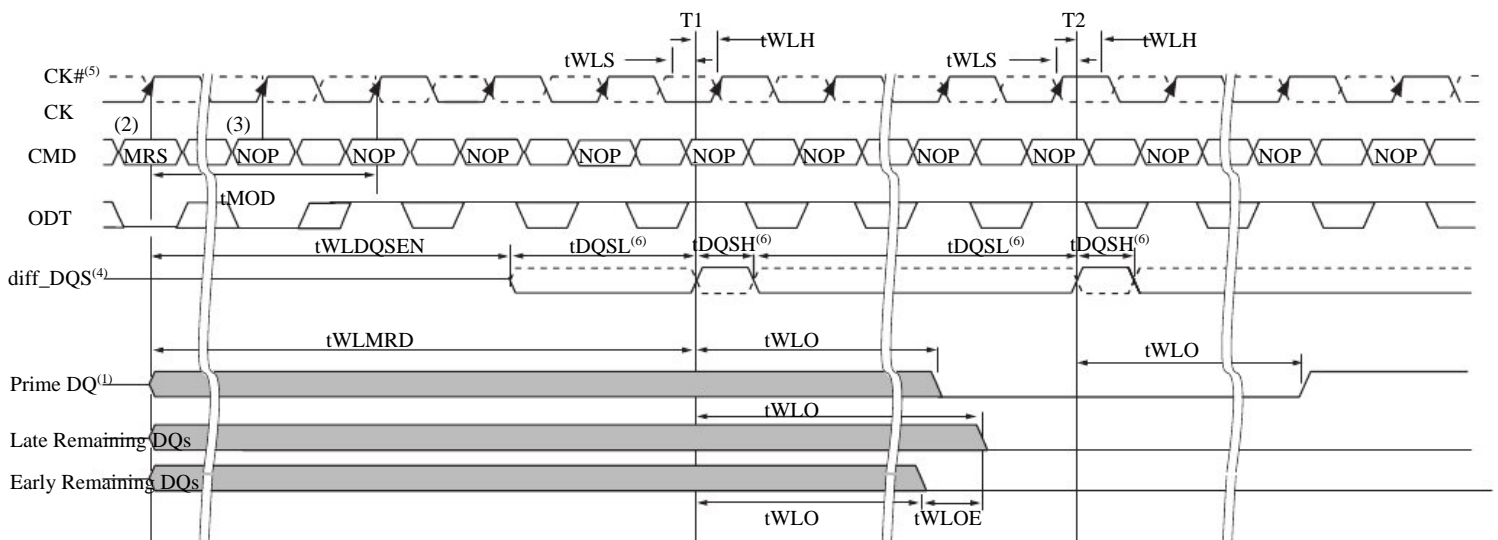 T1 T2
tWLH tWLH
tWLS tWLS
CK#(5)
CK
(2) (3)
CMD MRS NOP NOP NOP NOP NOP NOP NOP NOP NOP NOP NOP
tMOD
ODT
tWLDQSEN tDQSL(6) tDQSH(6) tDQSL(6) tDQSH(6)
diff_DQS(4)
tWLMRD tWLO tWLO
Prime DQ(1)
tWLO
Late Remaining DQs
Early Remaining DQs
tWLO tWLOE